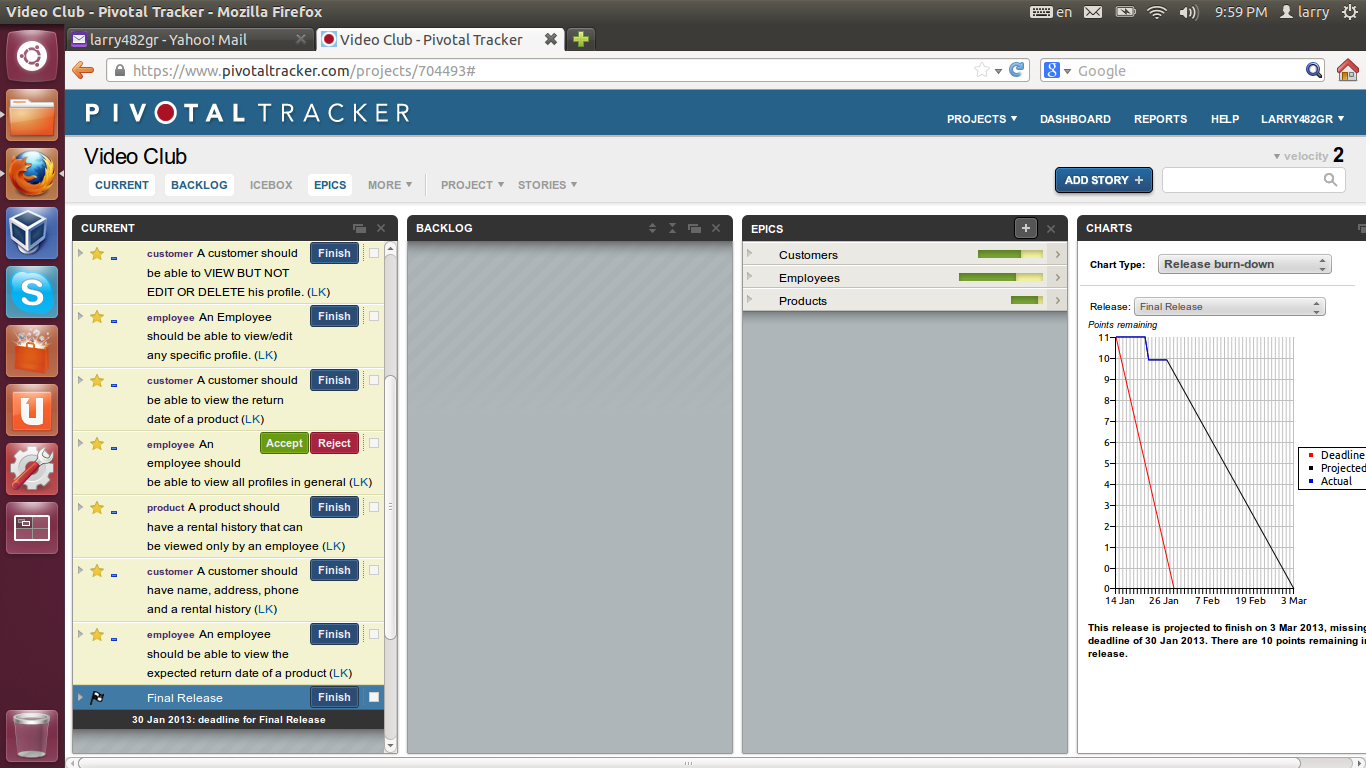 Video Club - Pivotal Tracker - Mozilla Firefox
en
9:59 PM
larry
larry482gr - Yahoo! Mail
Video Club - Pivotal Tracker
https://www.pivotaltracker.com/projects/704493#
Google
PIVOTAL TRACKER
PROJECTS
DASHBOARD
REPORTS
HELP
LARRY482GR
Video Club
velocity 2
CURRENT
BACKLOG
ICEBOX
EPICS
MORE
PROJECT
STORIES
ADD STORY +
CURRENT
customer A customer should
be able to VIEW BUT NOT
EDIT OR DELETE his profile. (LK)
Finish
employee An Employee
should be able to view/edit
any specific profile. (LK)
Finish
customer A customer should
be able to view the return
date of a product (LK)
Finish
employee An
employee should
be able to view all profiles in general (LK)
Accept
Reject
product A product should
have a rental history that can
be viewed only by an employee (LK)
Finish
customer A customer should
have name, address, phone
and a rental history (LK)
Finish
employee An employee
should be able to view the
expected return date of a product (LK)
Finish
Final Release
Finish
30 Jan 2013: deadline for Final Release
BACKLOG
EPICS
+
Customers
Employees
Products
CHARTS
Chart Type:
Release burn-down
Release:
Final Release
Points remaining
11
10
9
8
7
6
5
4
3
2
1
0
14 Jan
26 Jan
7 Feb
19 Feb
3 Mar
Deadline
Projected
Actual
This release is projected to finish on 3 Mar 2013, missing
deadline of 30 Jan 2013. There are 10 points remaining in
release.